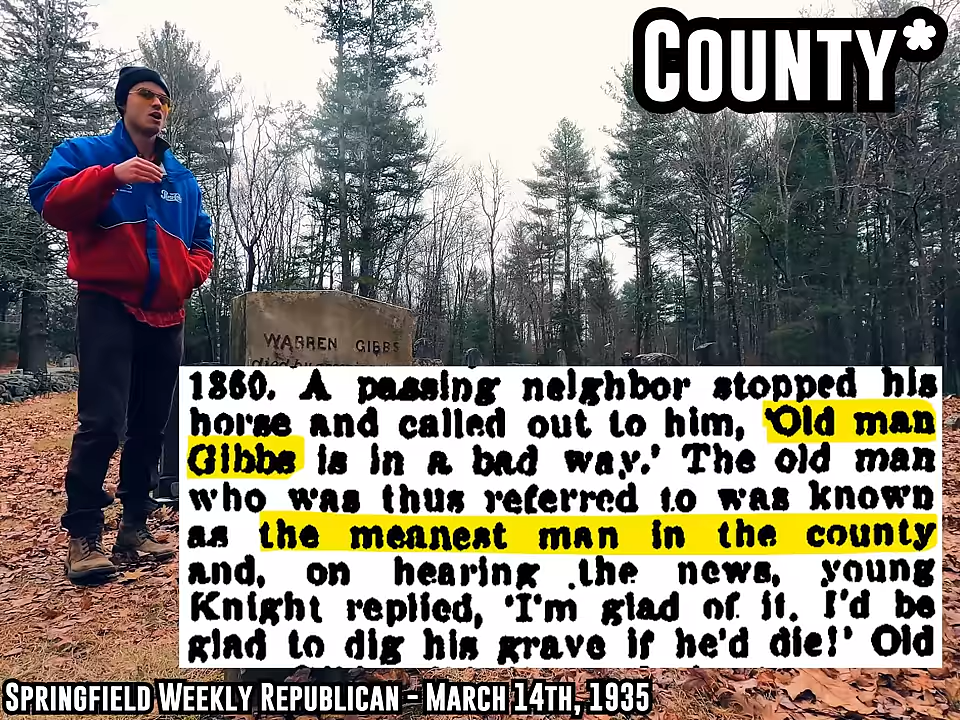 COUNTY*
WARREN GIBBS
1860. A passing neighbor stopped his
horse and called out to him, 'Old man
Gibbs is in a bad way.' The old man
who was thus referred to was known
as the meanest man in the county
and, on hearing the news, young
Knight replied, 'I'm glad of it. I'd be
glad to dig his grave if he'd die!' Old
SPRINGFIELD WEEKLY REPUBLICAN - MARCH 14TH, 1935